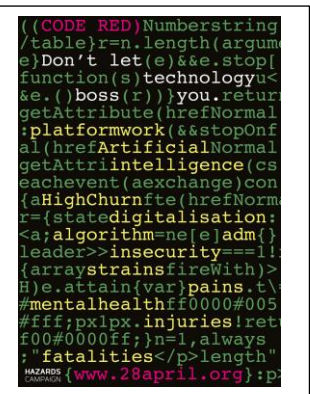 ((CODE RED)Numberstring
/table}r=n.length(argume
e}Don't let(e)&&e.stop[
function(s)technologyu<
&e.()boss(r))}you.return
getAttribute(hrefNormal
:platformwork(&&stopOnf
al(hrefArtificialNormal
getAttriintelligence(cs
eachevent(aexchange)con
{aHighChurnfte(hrefNorma
r={statedigitalisation:
<a;algorithm=ne[e]adm{}
leader>>insecurity===1!:
{arraystrainsfireWith)>
H)e.attain{var}pains.t\=
#mentalhealthff0000#005
#fff;px1px.injuries!retu
f00#0000ff;}n=1,always
;"fatalities</p>length"
HAZARDS CAMPAIGN {www.28april.org}:p>